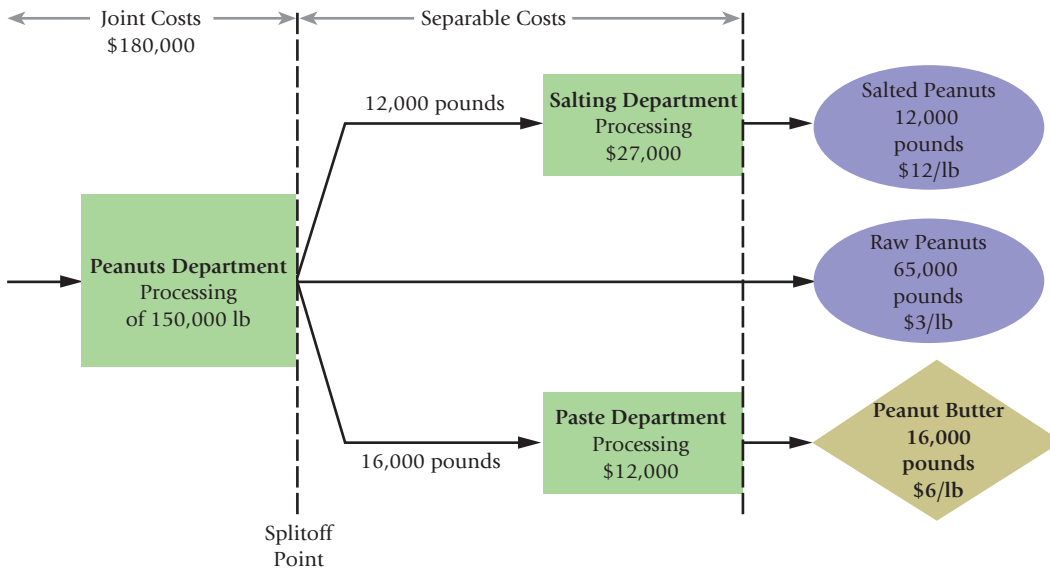 Joint Costs
$180,000
Separable Costs
12,000 pounds
Salting Department
Processing
$27,000
Salted Peanuts
12,000
pounds
$12/lb
Peanuts Department
Processing
of 150,000 lb
Raw Peanuts
65,000
pounds
$3/lb
16,000 pounds
Paste Department
Processing
$12,000
Peanut Butter
16,000
pounds
$6/lb
Splitoff
Point